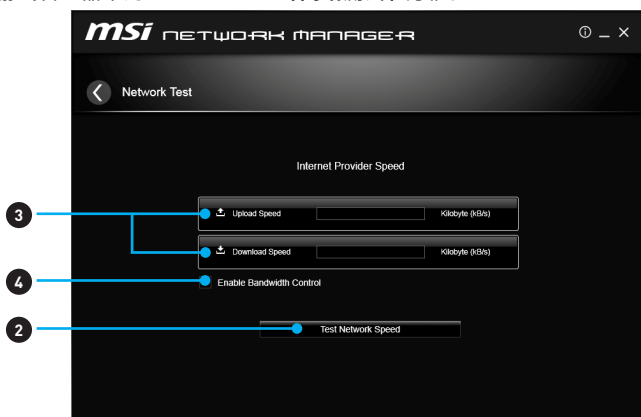 msi NETWORK MANAGER
Network Test
Internet Provider Speed
3
Upload Speed
Kilobyte (kB/s)
Download Speed
Kilobyte (kB/s)
4
Enable Bandwidth Control
2
Test Network Speed